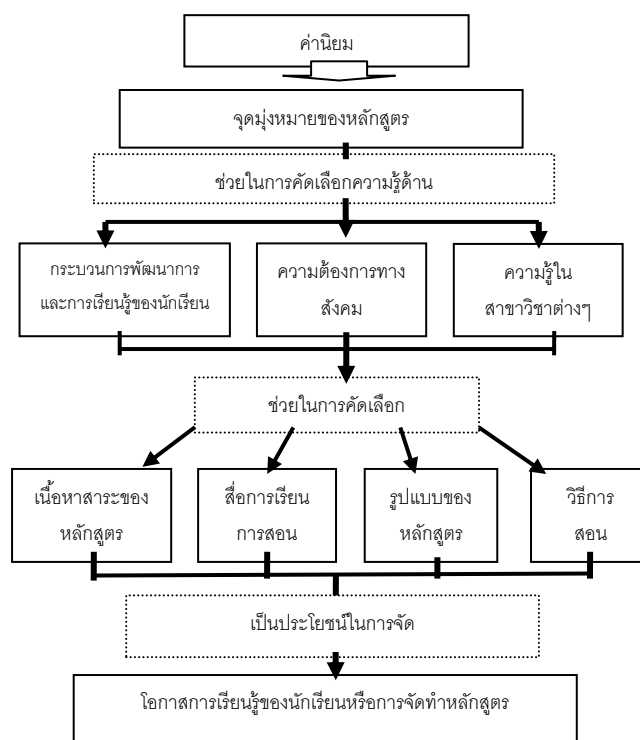 ค่านิยม
จุดมุ่งหมายของหลักสูตร
ช่วยในการคัดเลือกความรู้ด้าน
กระบวนการพัฒนาการ
และการเรียนรู้ของนักเรียน
ความต้องการทาง
สังคม
ความรู้ใน
สาขาวิชาต่างๆ
ช่วยในการคัดเลือก
เนื้อหาสาระของ
หลักสูตร
สื่อการเรียน
การสอน
รูปแบบของ
หลักสูตร
วิธีการ
สอน
เป็นประโยชน์ในการจัด
โอกาสการเรียนรู้ของนักเรียนหรือการจัดทำหลักสูตร